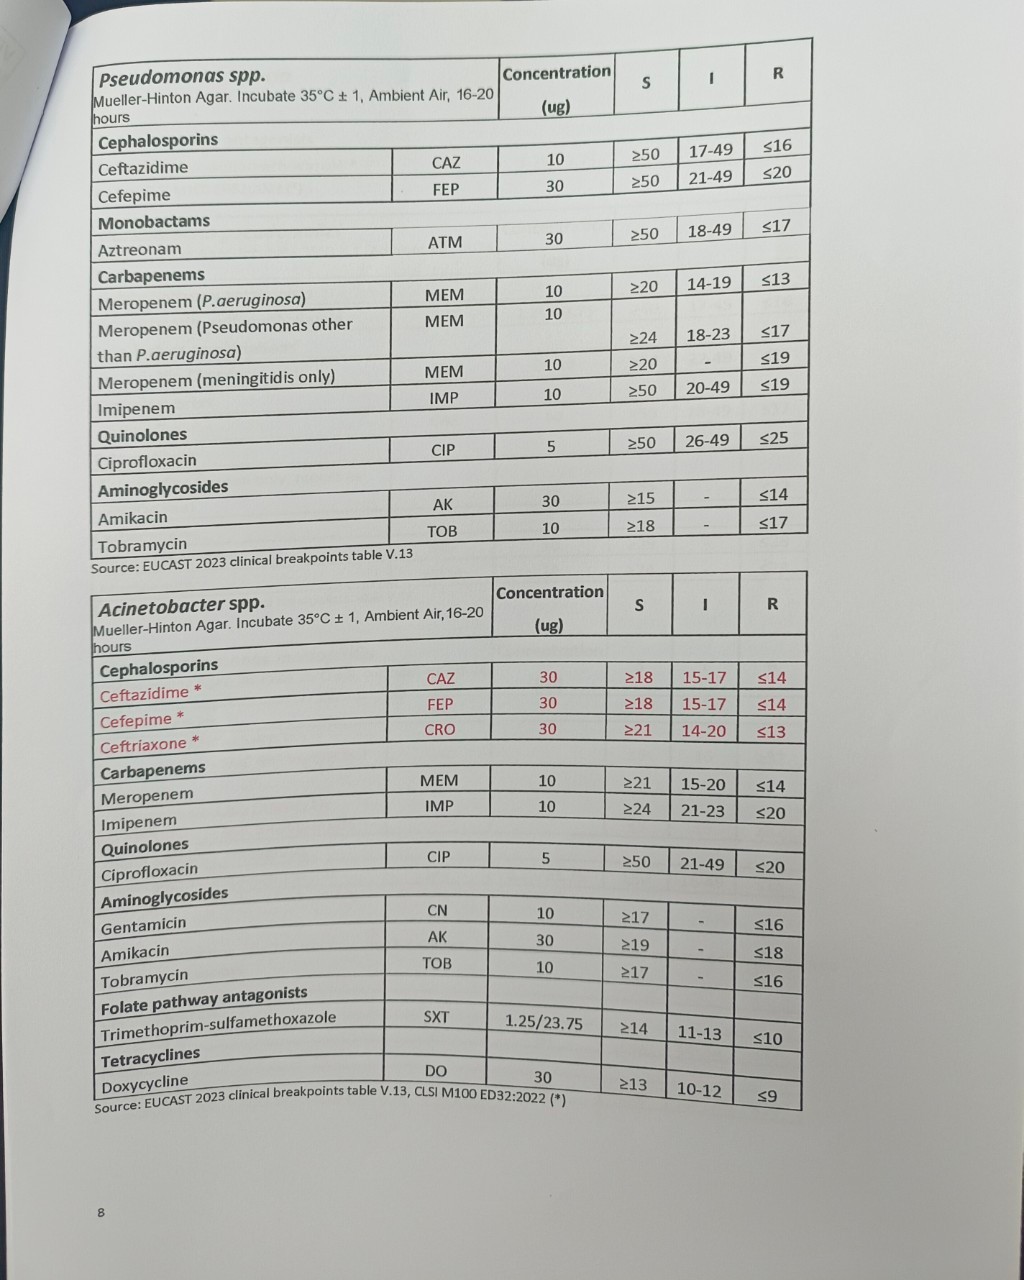 Pseudomonas spp.
Mueller-Hinton Agar. Incubate 35°C ± 1, Ambient Air, 16-20
hours
Concentration
(ug)
S I R
Cephalosporins
Ceftazidime CAZ 10 ≥50 17-49 ≤16
Cefepime FEP 30 ≥50 21-49 ≤20
Monobactams
Aztreonam ATM 30 ≥50 18-49 ≤17
Carbapenems
Meropenem (P.aeruginosa) MEM 10 ≥20 14-19 ≤13
Meropenem (Pseudomonas other MEM 10
than P.aeruginosa) ≥24 18-23 ≤17
Meropenem (meningitidis only) MEM 10 ≥20 - ≤19
Imipenem IMP 10 ≥50 20-49 ≤19
Quinolones
Ciprofloxacin CIP 5 ≥50 26-49 ≤25
Aminoglycosides
Amikacin AK 30 ≥15 - ≤14
Tobramycin TOB 10 ≥18 - ≤17
Source: EUCAST 2023 clinical breakpoints table V.13
Acinetobacter spp.
Mueller-Hinton Agar. Incubate 35°C ± 1, Ambient Air,16-20
hours
Concentration
(ug)
S I R
Cephalosporins
Ceftazidime * CAZ 30 ≥18 15-17 ≤14
Cefepime * FEP 30 ≥18 15-17 ≤14
Ceftriaxone * CRO 30 ≥21 14-20 ≤13
Carbapenems
Meropenem MEM 10 ≥21 15-20 ≤14
Imipenem IMP 10 ≥24 21-23 ≤20
Quinolones
Ciprofloxacin CIP 5 ≥50 21-49 ≤20
Aminoglycosides
Gentamicin CN 10 ≥17 - ≤16
Amikacin AK 30 ≥19 - ≤18
Tobramycin TOB 10 ≥17 - ≤16
Folate pathway antagonists
Trimethoprim-sulfamethoxazole SXT 1.25/23.75 ≥14 11-13 ≤10
Tetracyclines
Doxycycline DO 30 ≥13 10-12 ≤9
Source: EUCAST 2023 clinical breakpoints table V.13, CLSI M100 ED32:2022 (*)
8